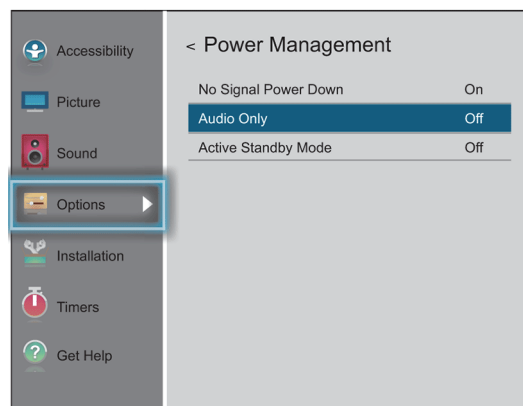 Accessibility
Picture
Sound
Options
Installation
Timers
Get Help
< Power Management
No Signal Power Down On
Audio Only Off
Active Standby Mode Off